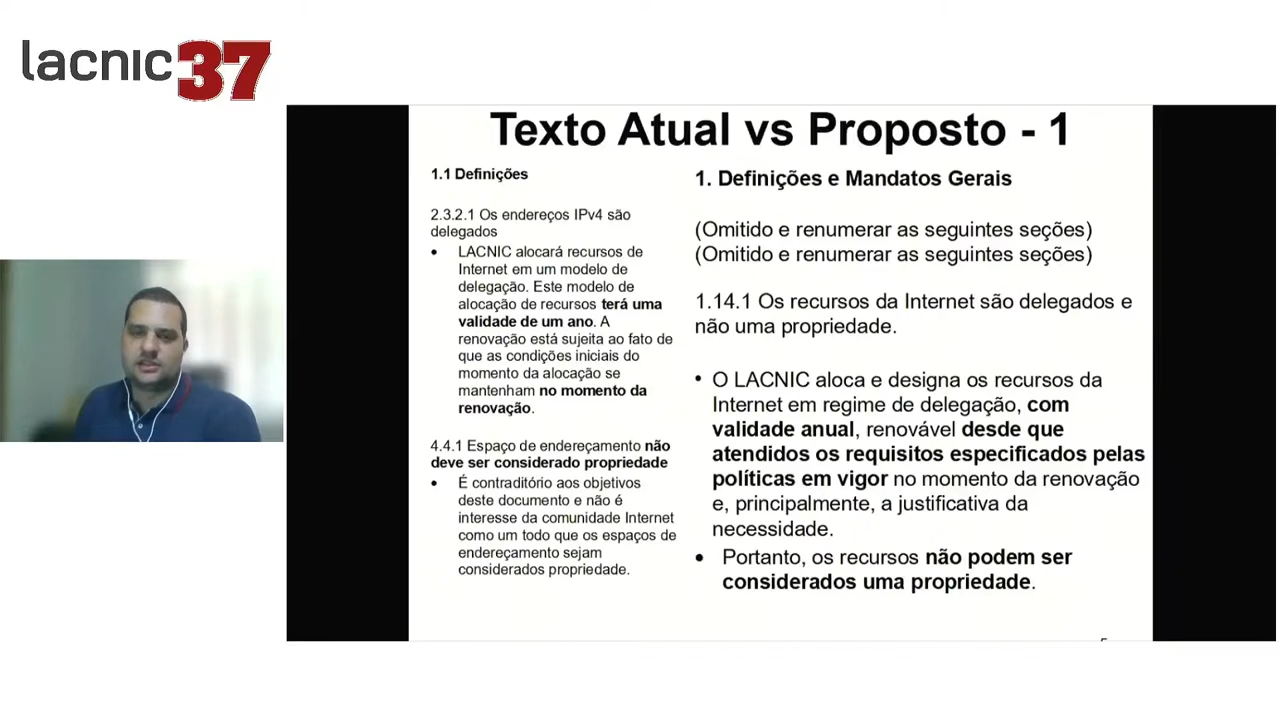 lacnic37
Texto Atual vs Proposto - 1
1.1 Definições
2.3.2.1 Os endereços IPv4 são
delegados
• LACNIC alocará recursos de
Internet em um modelo de
delegação. Este modelo de
alocação de recursos terá uma
validade de um ano. A
renovação está sujeita ao fato de
que as condições iniciais do
momento da alocação se
mantenham no momento da
renovação.
4.4.1 Espaço de endereçamento não
deve ser considerado propriedade
• É contraditório aos objetivos
deste documento e não é
interesse da comunidade Internet
como um todo que os espaços de
endereçamento sejam
considerados propriedade.
1. Definições e Mandatos Gerais
(Omitido e renumerar as seguintes seções)
(Omitido e renumerar as seguintes seções)
1.14.1 Os recursos da Internet são delegados e
não uma propriedade.
• O LACNIC aloca e designa os recursos da
Internet em regime de delegação, com
validade anual, renovável desde que
atendidos os requisitos especificados pelas
políticas em vigor no momento da renovação
e, principalmente, a justificativa da
necessidade.
• Portanto, os recursos não podem ser
considerados uma propriedade.